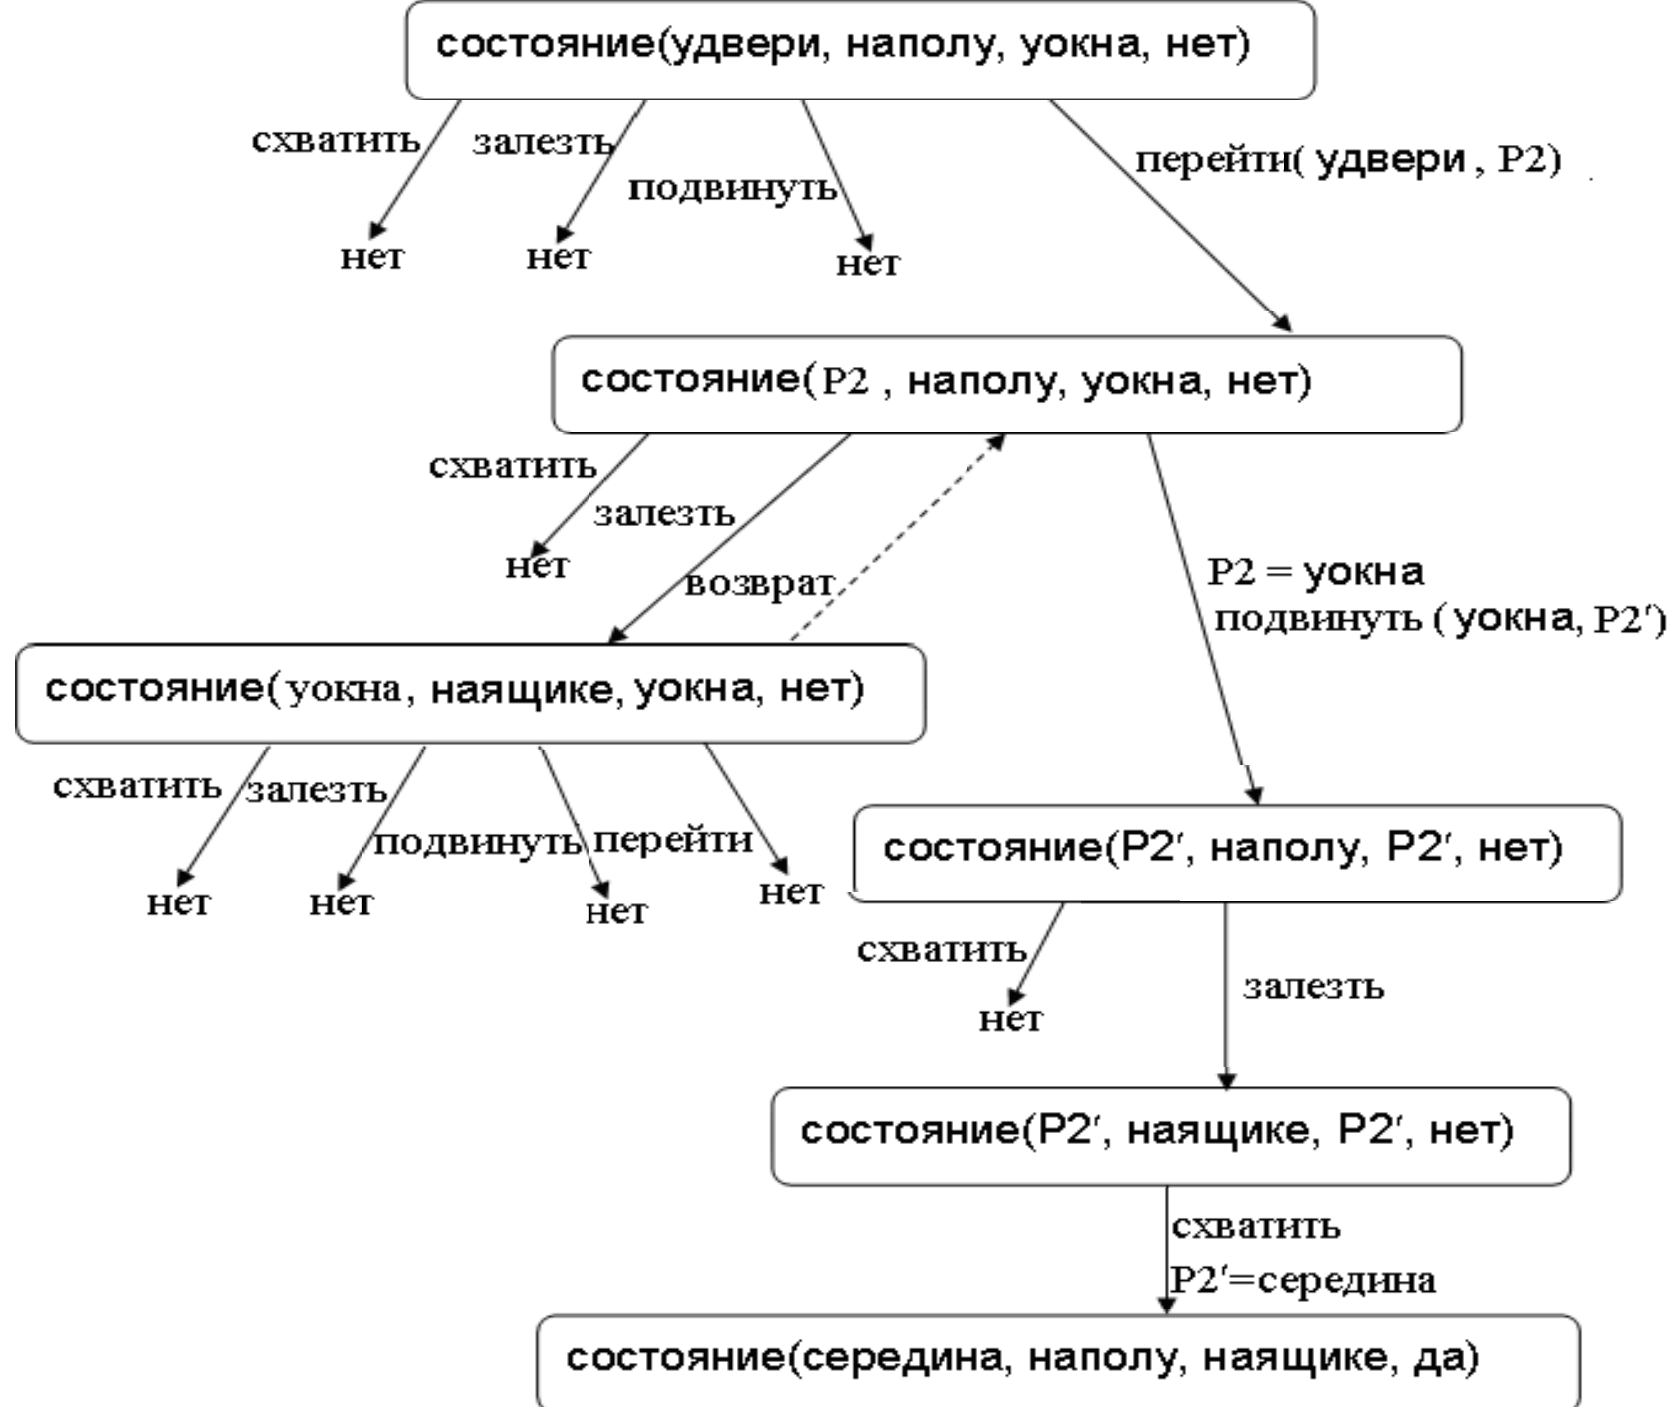 состояние(удвери, наполу, уокна, нет)
схватить
залезть
подвинуть
перейти( удвери , P2)
нет
нет
нет
состояние(P2 , наполу, уокна, нет)
схватить
залезть
нет
возврат
P2 = уокна
подвинуть ( уокна, P2′)
состояние(уокна, наящике, уокна, нет)
схватить
залезть
подвинуть
перейти
нет
нет
нет
нет
состояние(P2′, наполу, P2′, нет)
схватить
залезть
нет
состояние(P2′, наящике, P2′, нет)
схватить
P2′=середина
состояние(середина, наполу, наящике, да)